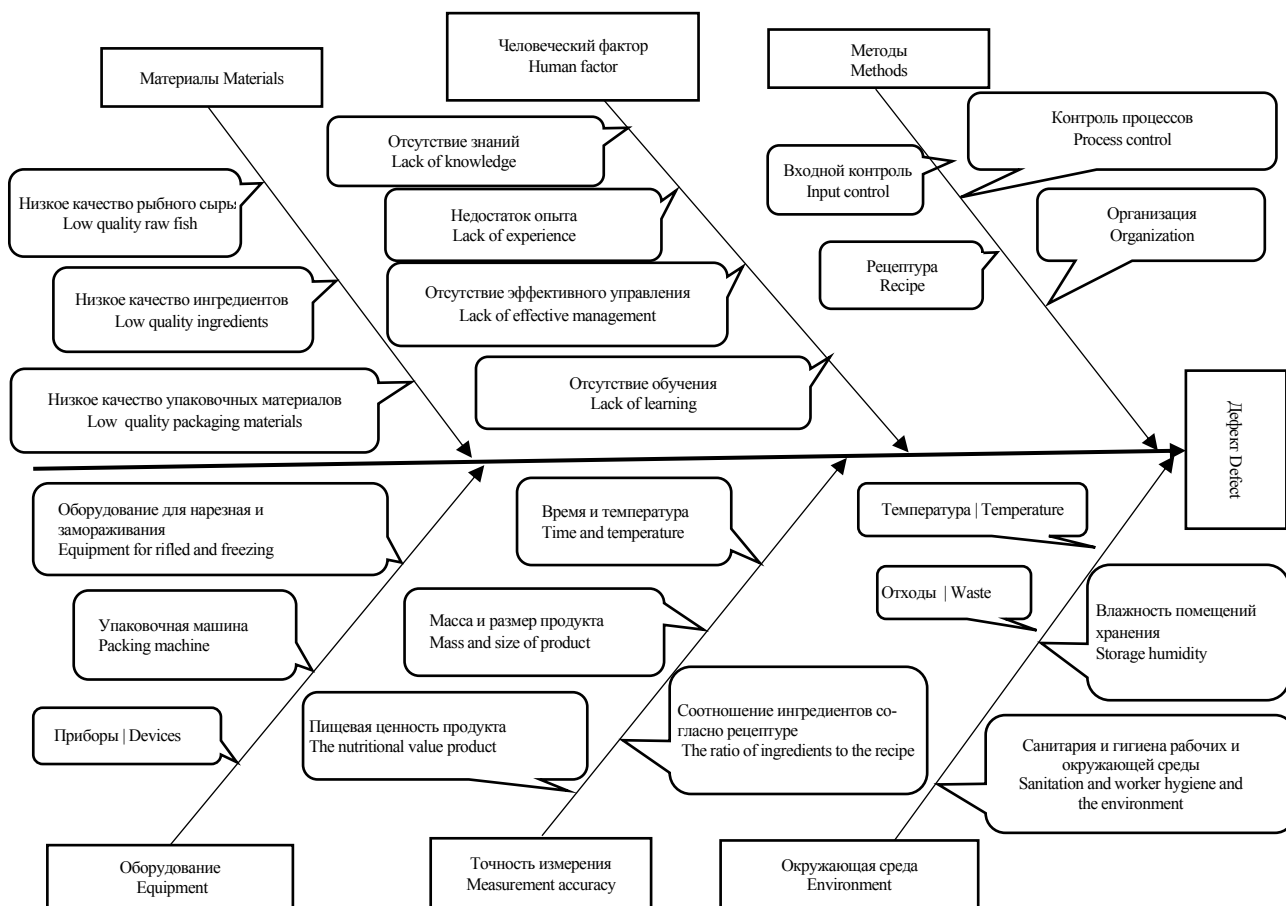 Материалы Materials
Человеческий фактор
Human factor
Методы
Methods
Отсутствие знаний
Lack of knowledge
Контроль процессов
Process control
Входной контроль
Input control
Низкое качество рыбного сырья
Low quality raw fish
Недостаток опыта
Lack of experience
Организация
Organization
Рецептура
Recipe
Низкое качество ингредиентов
Low quality ingredients
Отсутствие эффективного управления
Lack of effective management
Низкое качество упаковочных материалов
Low quality packaging materials
Отсутствие обучения
Lack of learning
Дефект Defect
Оборудование для нарезная и
замораживания
Equipment for rifled and freezing
Время и температура
Time and temperature
Температура | Temperature
Отходы | Waste
Упаковочная машина
Packing machine
Масса и размер продукта
Mass and size of product
Влажность помещений
хранения
Storage humidity
Приборы | Devices
Пищевая ценность продукта
The nutritional value product
Соотношение ингредиентов со-
гласно рецептуре
The ratio of ingredients to the recipe
Санитария и гигиена рабочих и
окружающей среды
Sanitation and worker hygiene and
the environment
Оборудование
Equipment
Точность измерения
Measurement accuracy
Окружающая среда
Environment